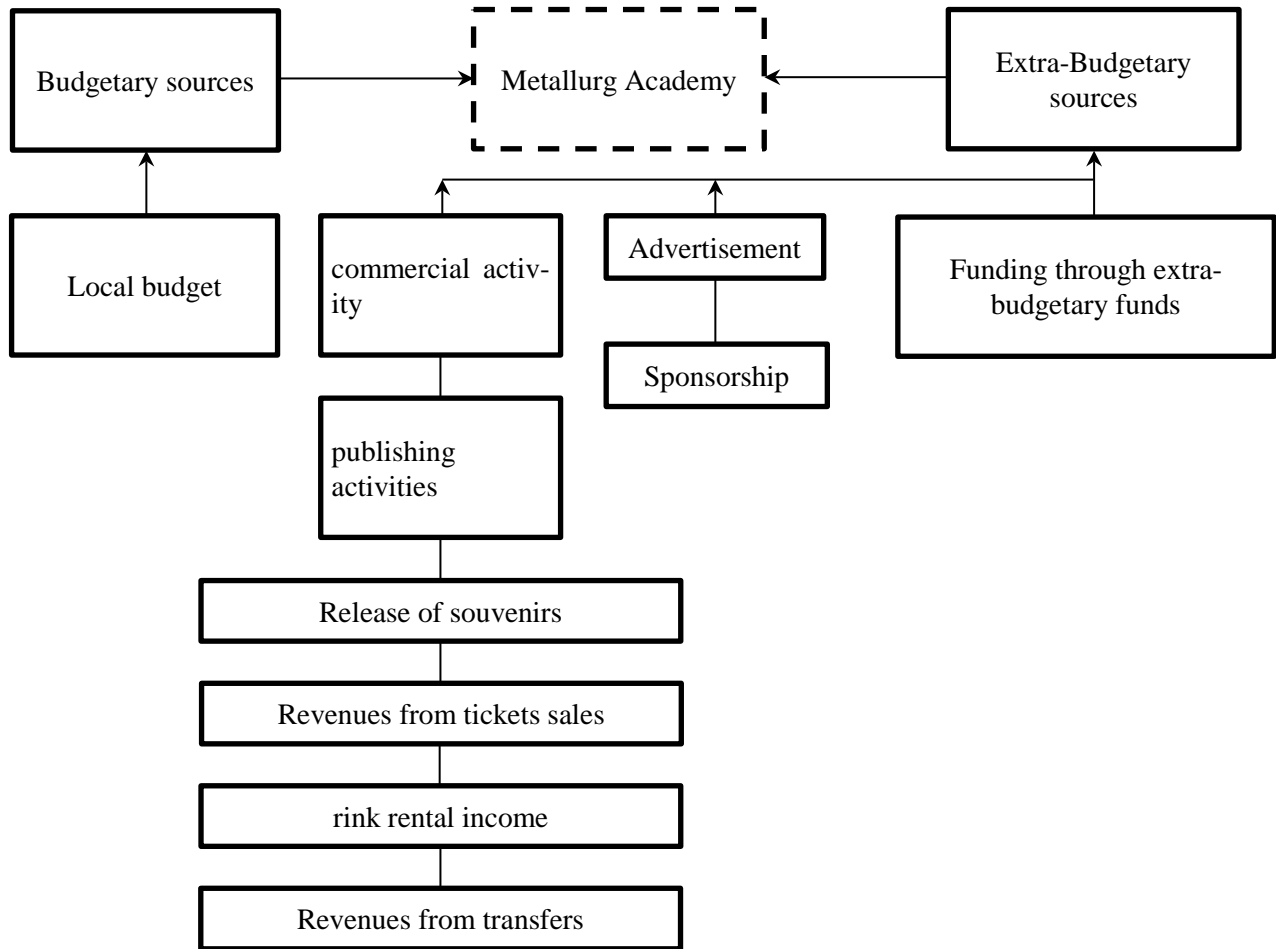 Budgetary sources
Metallurg Academy
Extra-Budgetary
sources
Local budget
commercial activ-
ity
Advertisement
Funding through extra-
budgetary funds
Sponsorship
publishing
activities
Release of souvenirs
Revenues from tickets sales
rink rental income
Revenues from transfers